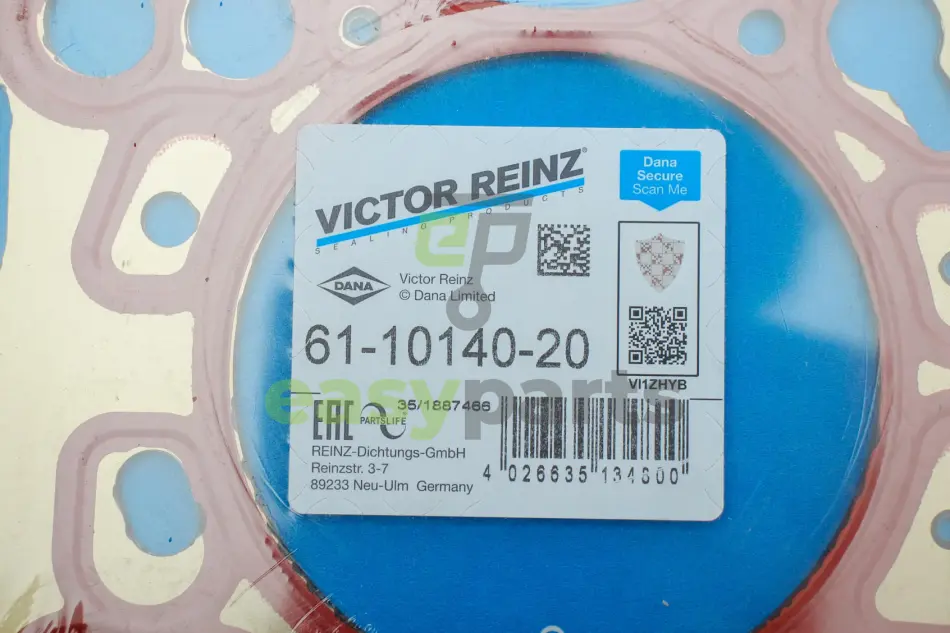 VICTOR REINZ®
SEALING PRODUCTS
Dana
Secure
Scan Me
DANA
Victor Reinz
© Dana Limited
61-10140-20
VI1ZHYB
ep
easyparts
EAC
PARTSLIFE
35/1887466
REINZ-Dichtungs-GmbH
Reinzstr. 3-7
89233 Neu-Ulm Germany
4 026635 134800